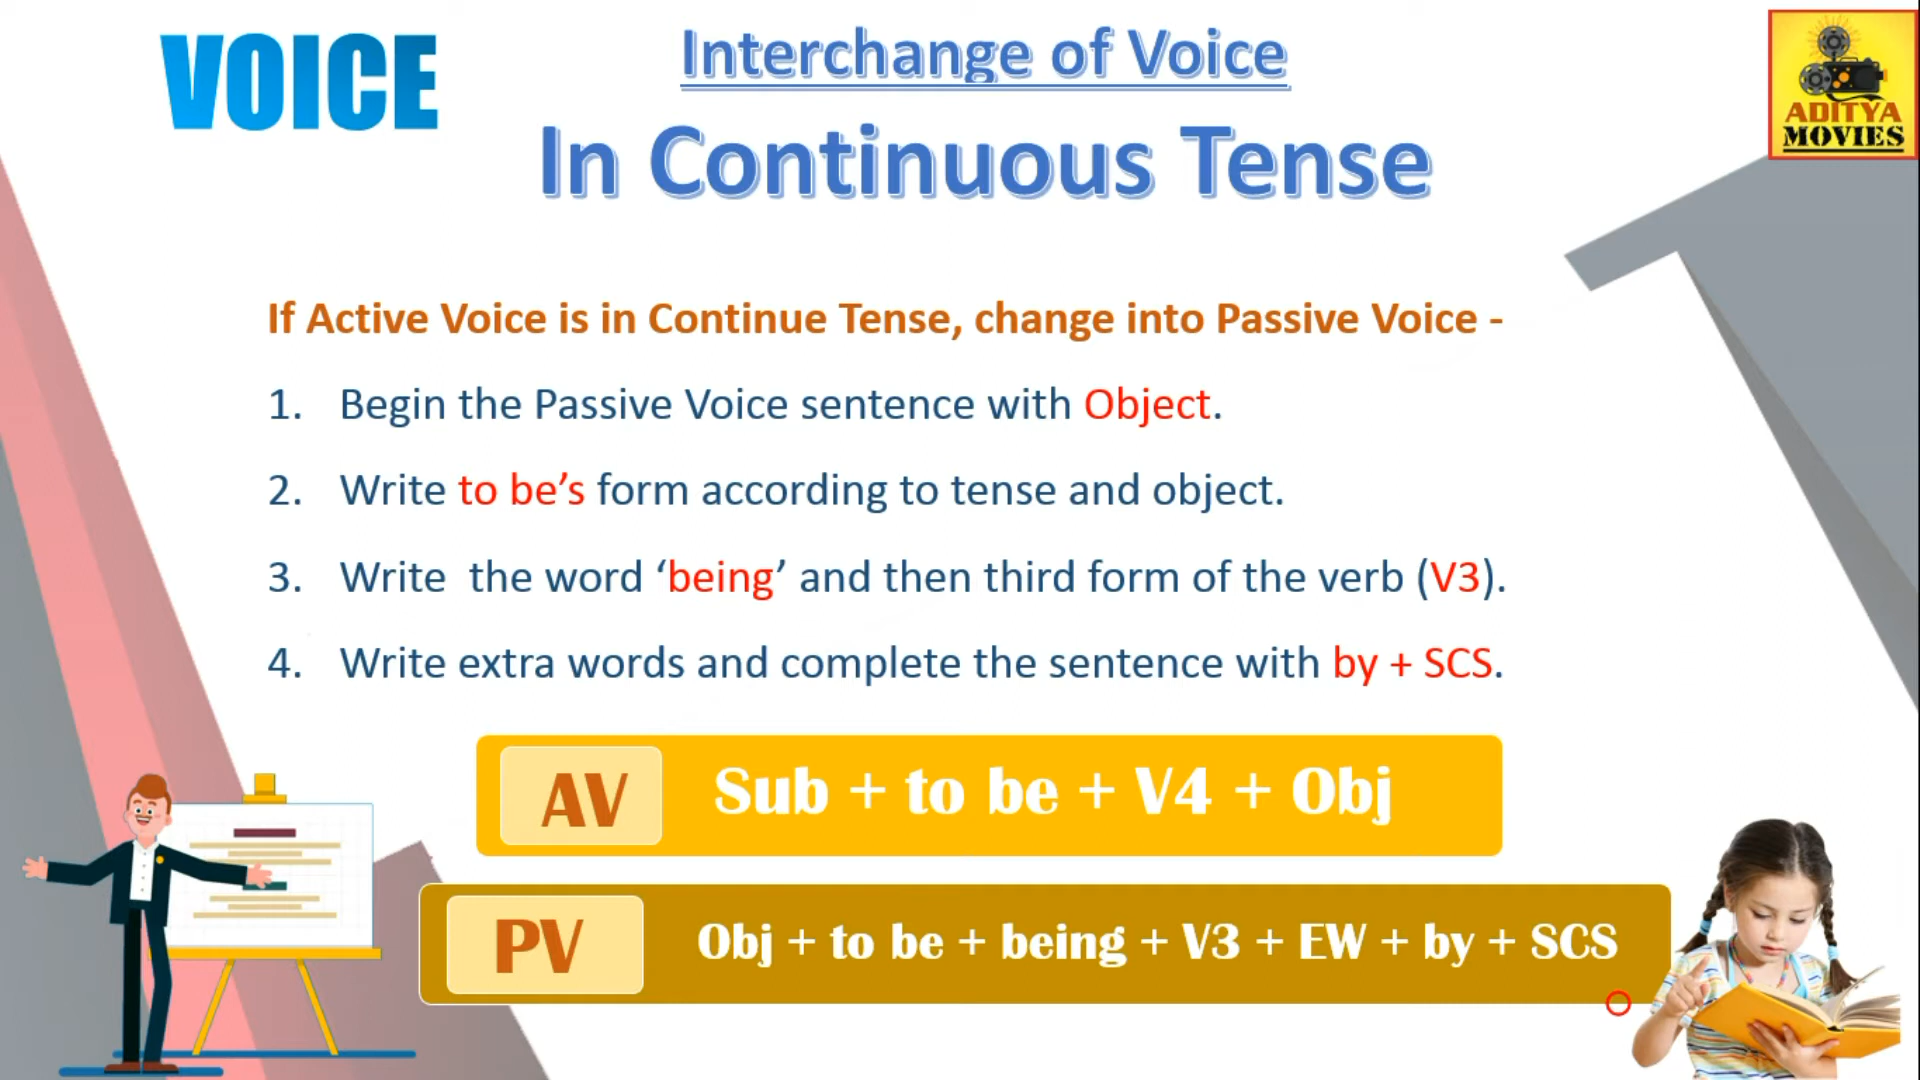 VOICE
Interchange of Voice
In Continuous Tense
ADITYA
MOVIES
If Active Voice is in Continue Tense, change into Passive Voice -
1. Begin the Passive Voice sentence with Object.
2. Write to be’s form according to tense and object.
3. Write the word ‘being’ and then third form of the verb (V3).
4. Write extra words and complete the sentence with by + SCS.
AV Sub + to be + V4 + Obj
PV Obj + to be + being + V3 + EW + by + SCS